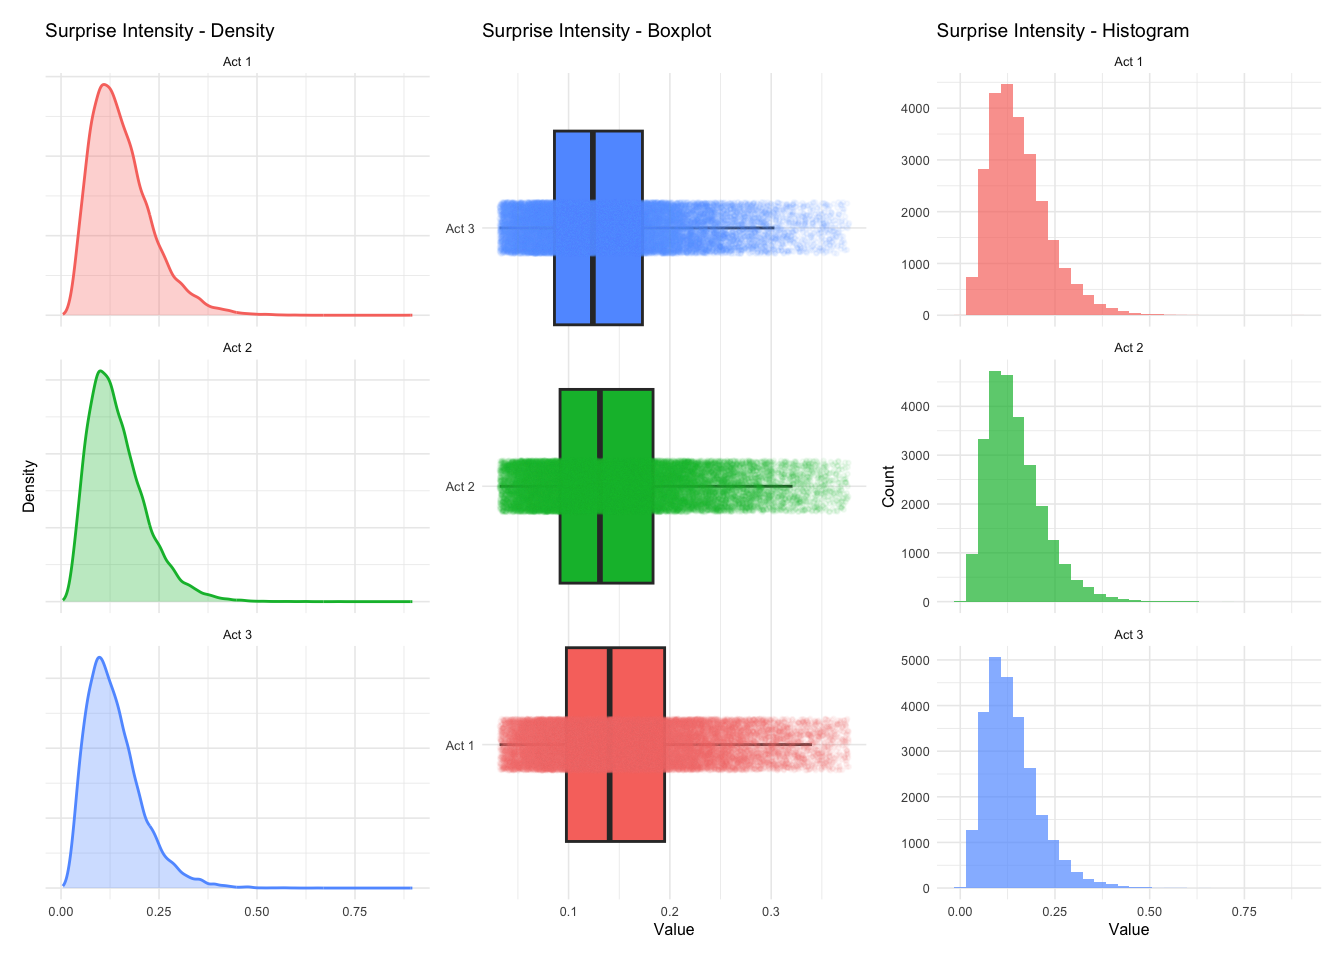 Surprise Intensity - Density
Act 1
Act 2
Act 3
Density
0.00 0.25 0.50 0.75
Surprise Intensity - Boxplot
Act 3
Act 2
Act 1
0.1 0.2 0.3
Value
Surprise Intensity - Histogram
Act 1
4000
3000
2000
1000
0
Act 2
4000
3000
2000
1000
0
Act 3
5000
4000
3000
2000
1000
0
Count
0.00 0.25 0.50 0.75
Value